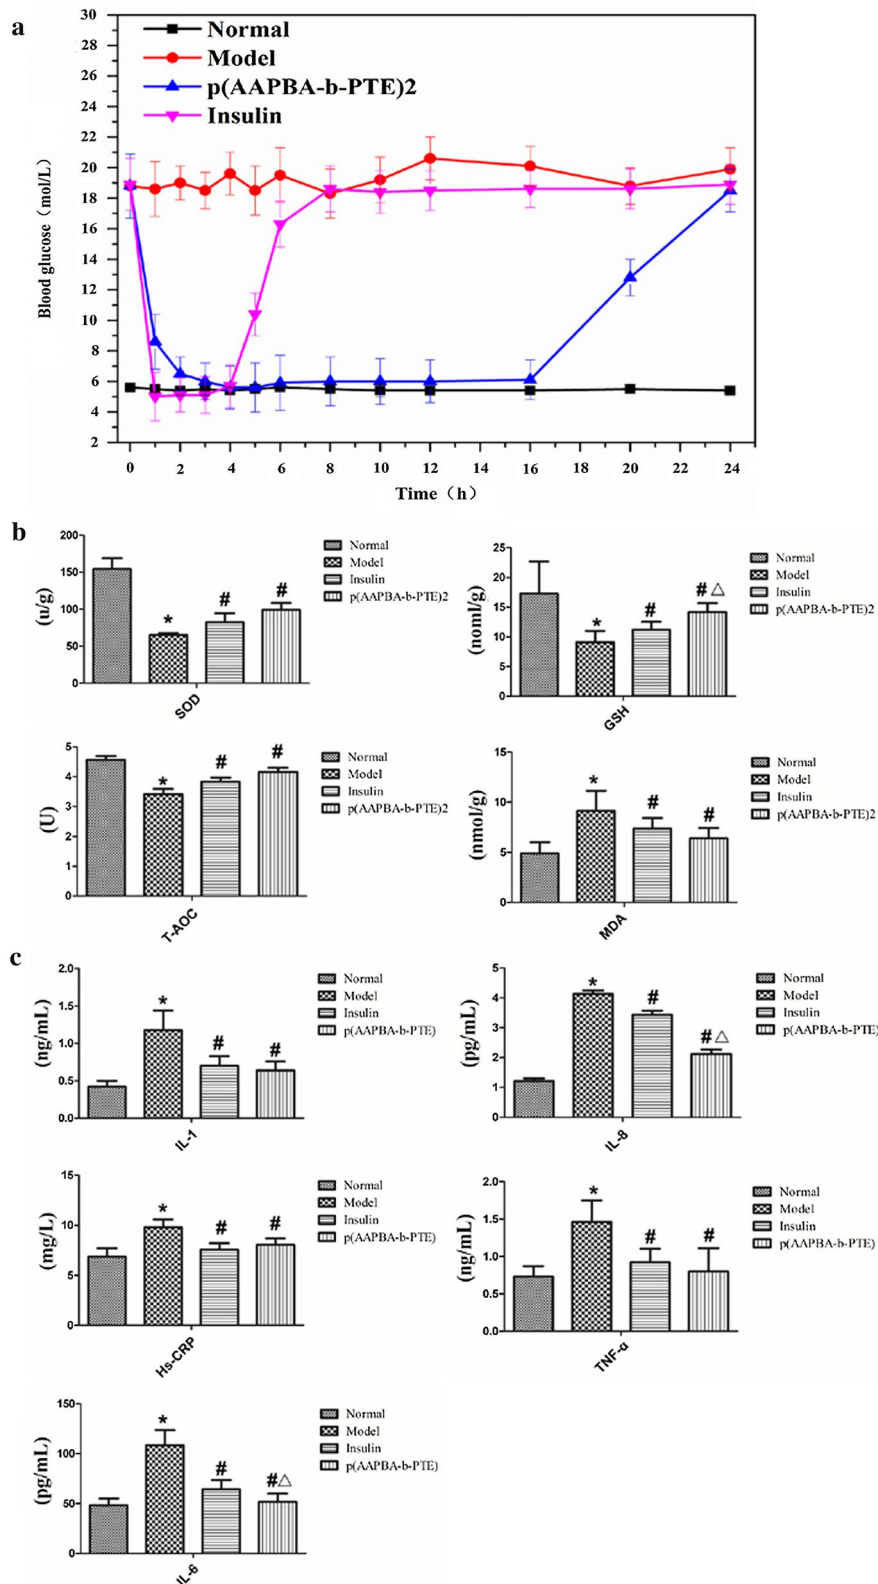 a
30
28
26
24
22
20
18
16
14
12
10
8
6
4
2
Blood glucose（mol/L）
Normal
Model
p(AAPBA-b-PTE)2
Insulin
0 2 4 6 8 10 12 14 16 18 20 22 24
Time（h）
b
200
150
100
50
0
(u/g)
*
#
#
SOD
Normal
Model
Insulin
p(AAPBA-b-PTE)2
25
20
15
10
5
0
(noml/g)
*
#
#△
GSH
Normal
Model
Insulin
p(AAPBA-b-PTE)2
5
4
3
2
1
0
(U)
*
#
#
T-AOC
Normal
Model
Insulin
p(AAPBA-b-PTE)2
15
10
5
0
(nmol/g)
*
#
#
MDA
Normal
Model
Insulin
p(AAPBA-b-PTE)2
c
2.0
1.5
1.0
0.5
0.0
(ng/mL)
*
#
#
IL-1
Normal
Model
Insulin
p(AAPBA-b-PTE)
5
4
3
2
1
0
(pg/mL)
*
#
#△
IL-8
Normal
Model
Insulin
p(AAPBA-b-PTE)
15
10
5
0
(mg/L)
*
#
#
Hs-CRP
Normal
Model
Insulin
p(AAPBA-b-PTE)
2.0
1.5
1.0
0.5
0.0
(ng/mL)
*
#
#
TNF-α
Normal
Model
Insulin
p(AAPBA-b-PTE)
150
100
50
0
(pg/mL)
*
#
#△
IL-6
Normal
Model
Insulin
p(AAPBA-b-PTE)